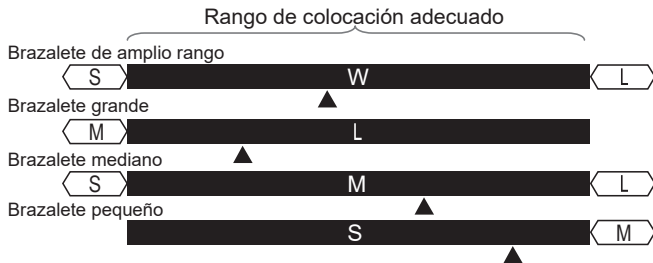 Rango de colocación adecuado
Brazalete de amplio rango
S W L
Brazalete grande
M L
Brazalete mediano
S M L
Brazalete pequeño
S M